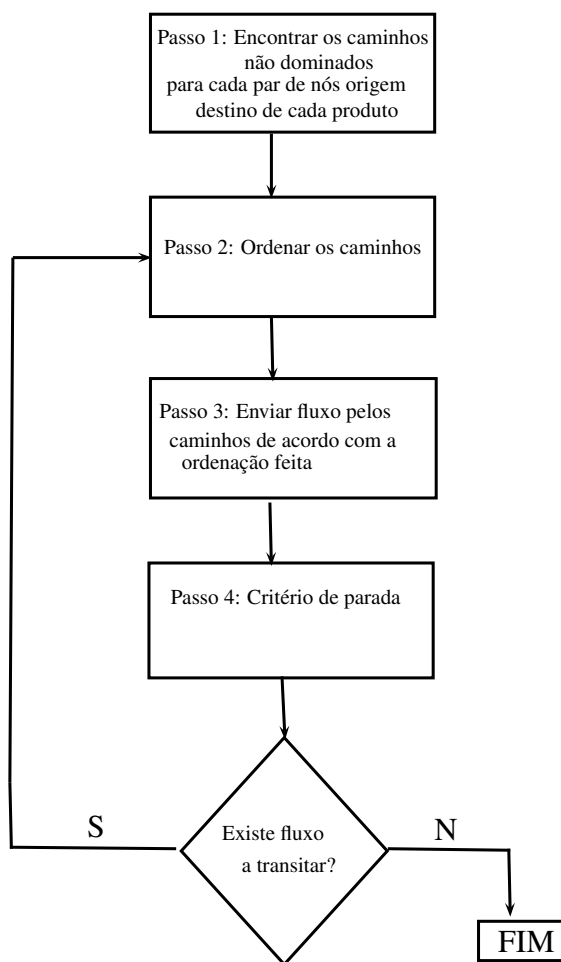 Passo 1: Encontrar os caminhos
não dominados
para cada par de nós origem
destino de cada produto
Passo 2: Ordenar os caminhos
Passo 3: Enviar fluxo pelos
caminhos de acordo com a
ordenação feita
Passo 4: Critério de parada
Existe fluxo
a transitar?
S
N
FIM